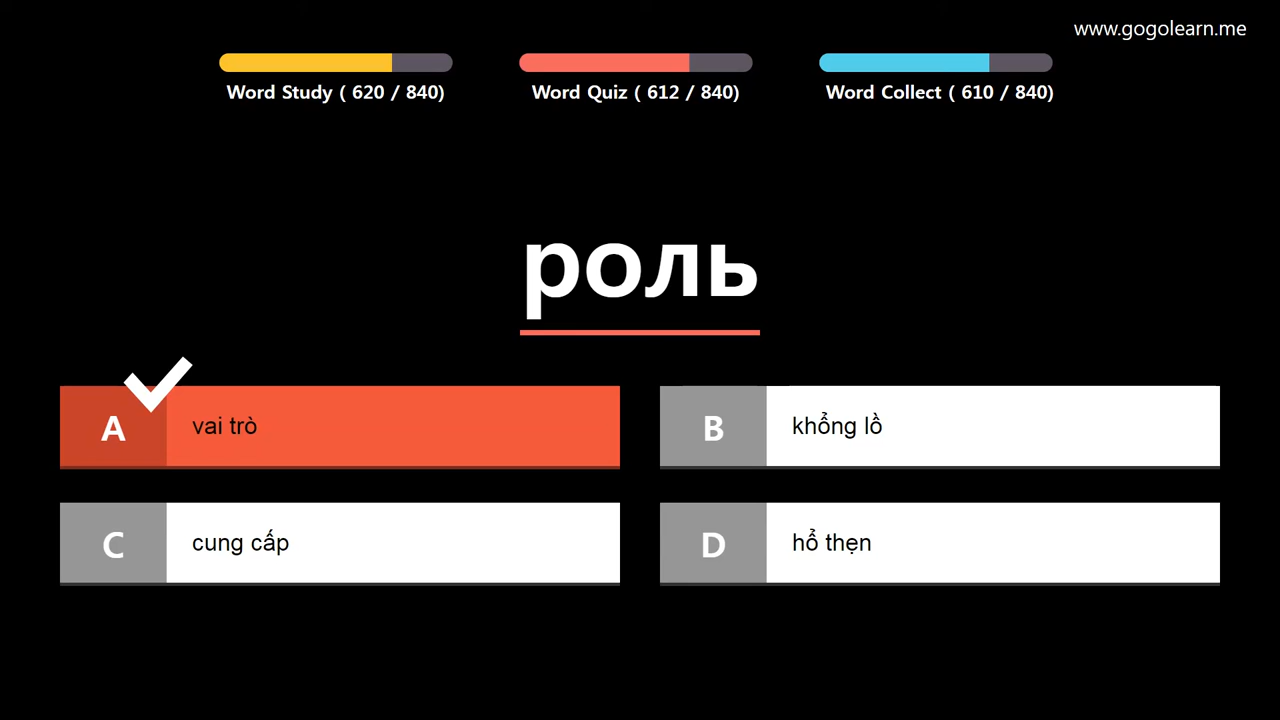 www.gogolearn.me
Word Study ( 620 / 840)
Word Quiz ( 612 / 840)
Word Collect ( 610 / 840)
роль
A vai trò
B khổng lồ
C cung cấp
D hổ thẹn